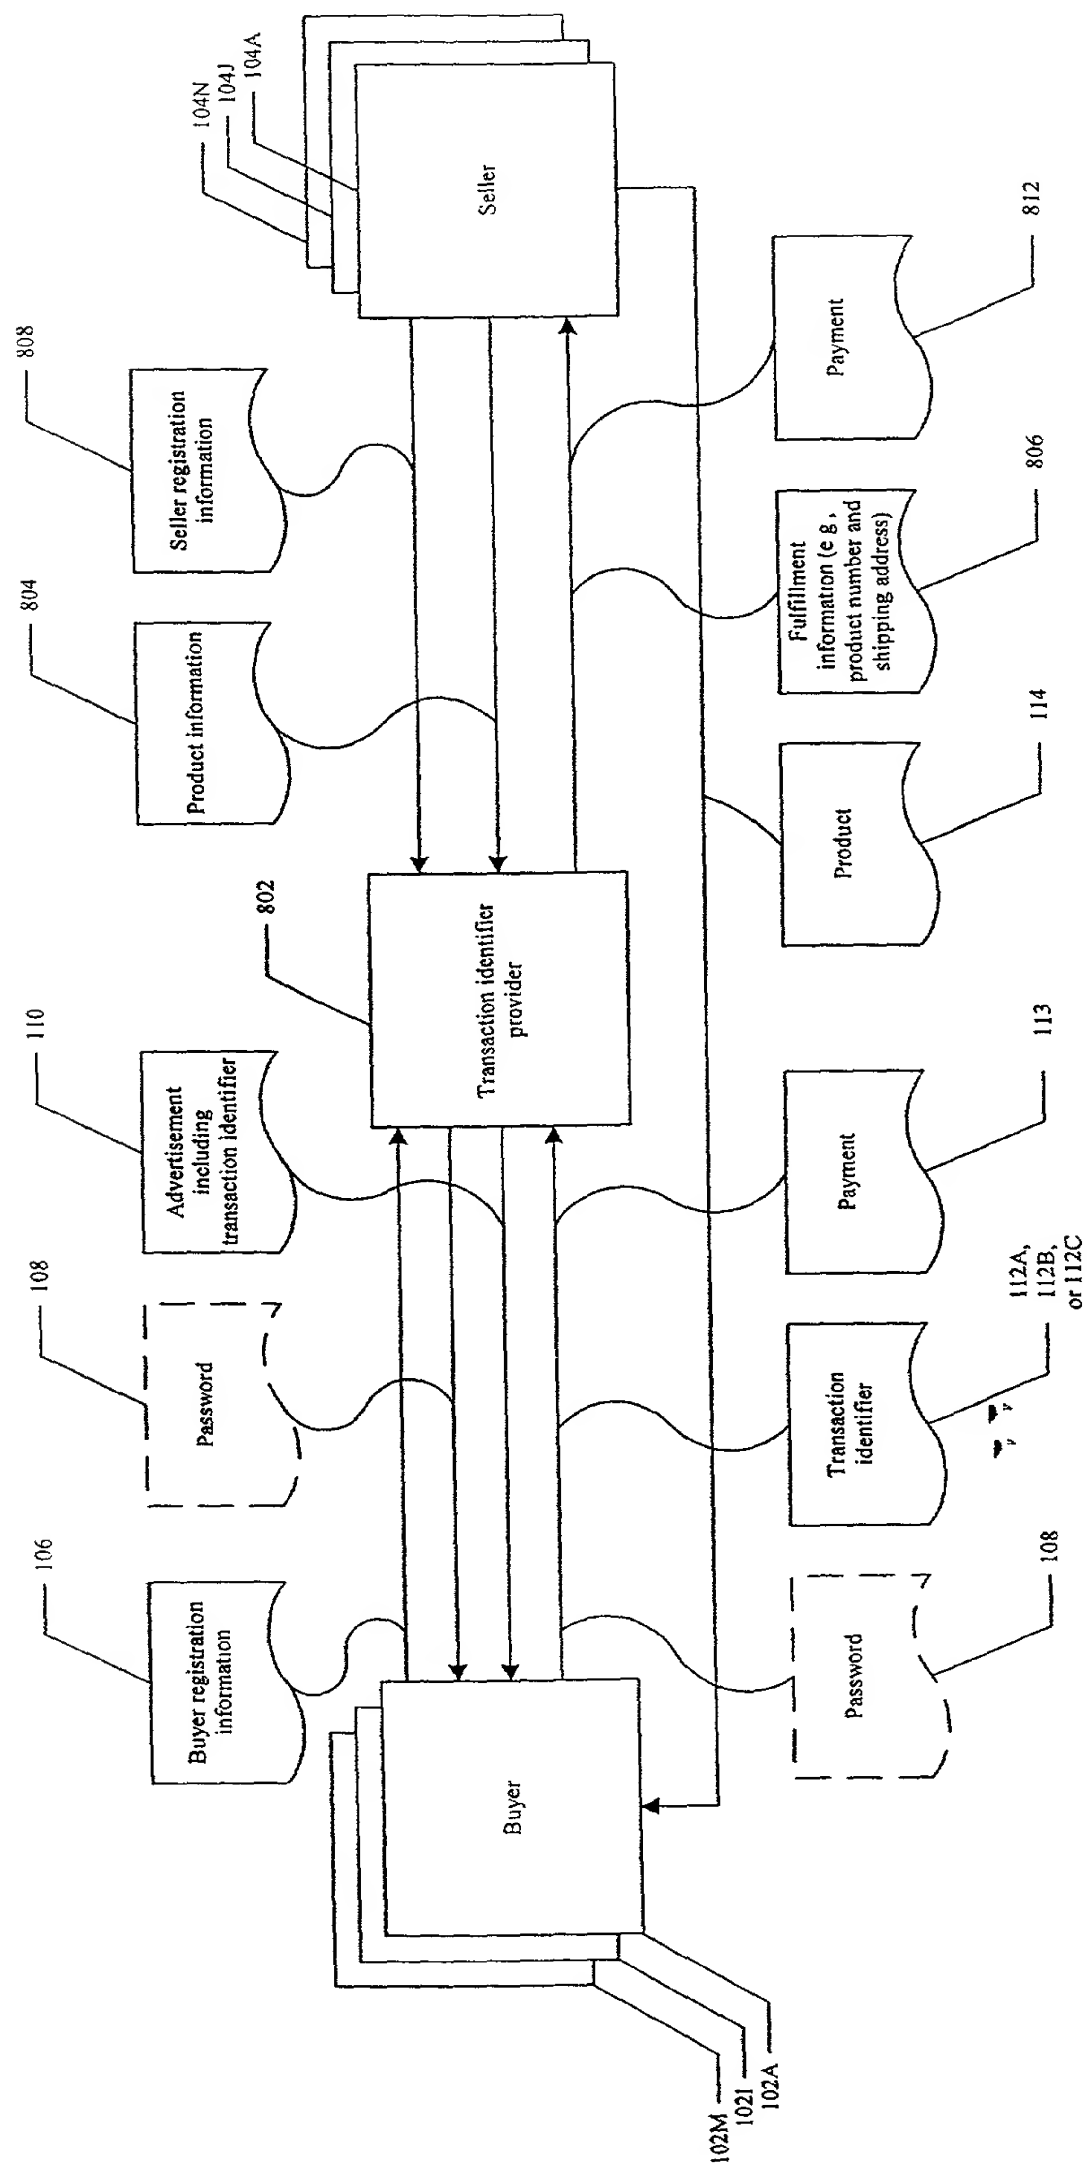 106
108
110
804
808
Buyer registration
information
Password
Advertisement
including
transaction identifier
Product information
Seller registration
information
802
104N
104J
104A
Buyer
Transaction identifier
provider
Seller
102M
102I
102A
Password
Transaction
identifier
Payment
Product
Fulfillment
information (e g,
product number and
shipping address)
Payment
108
112A,
112B,
or 112C
113
114
806
812